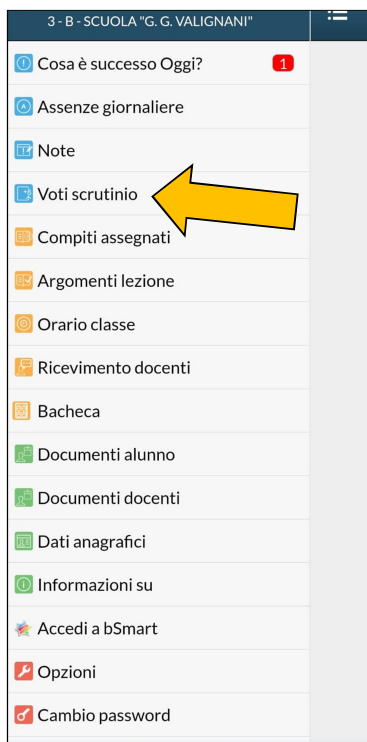 3 - B - SCUOLA "G. G. VALIGNANI"
Cosa è successo Oggi? 1
Assenze giornaliere
Note
Voti scrutinio
Compiti assegnati
Argomenti lezione
Orario classe
Ricevimento docenti
Bacheca
Documenti alunno
Documenti docenti
Dati anagrafici
Informazioni su
Accedi a bSmart
Opzioni
Cambio password